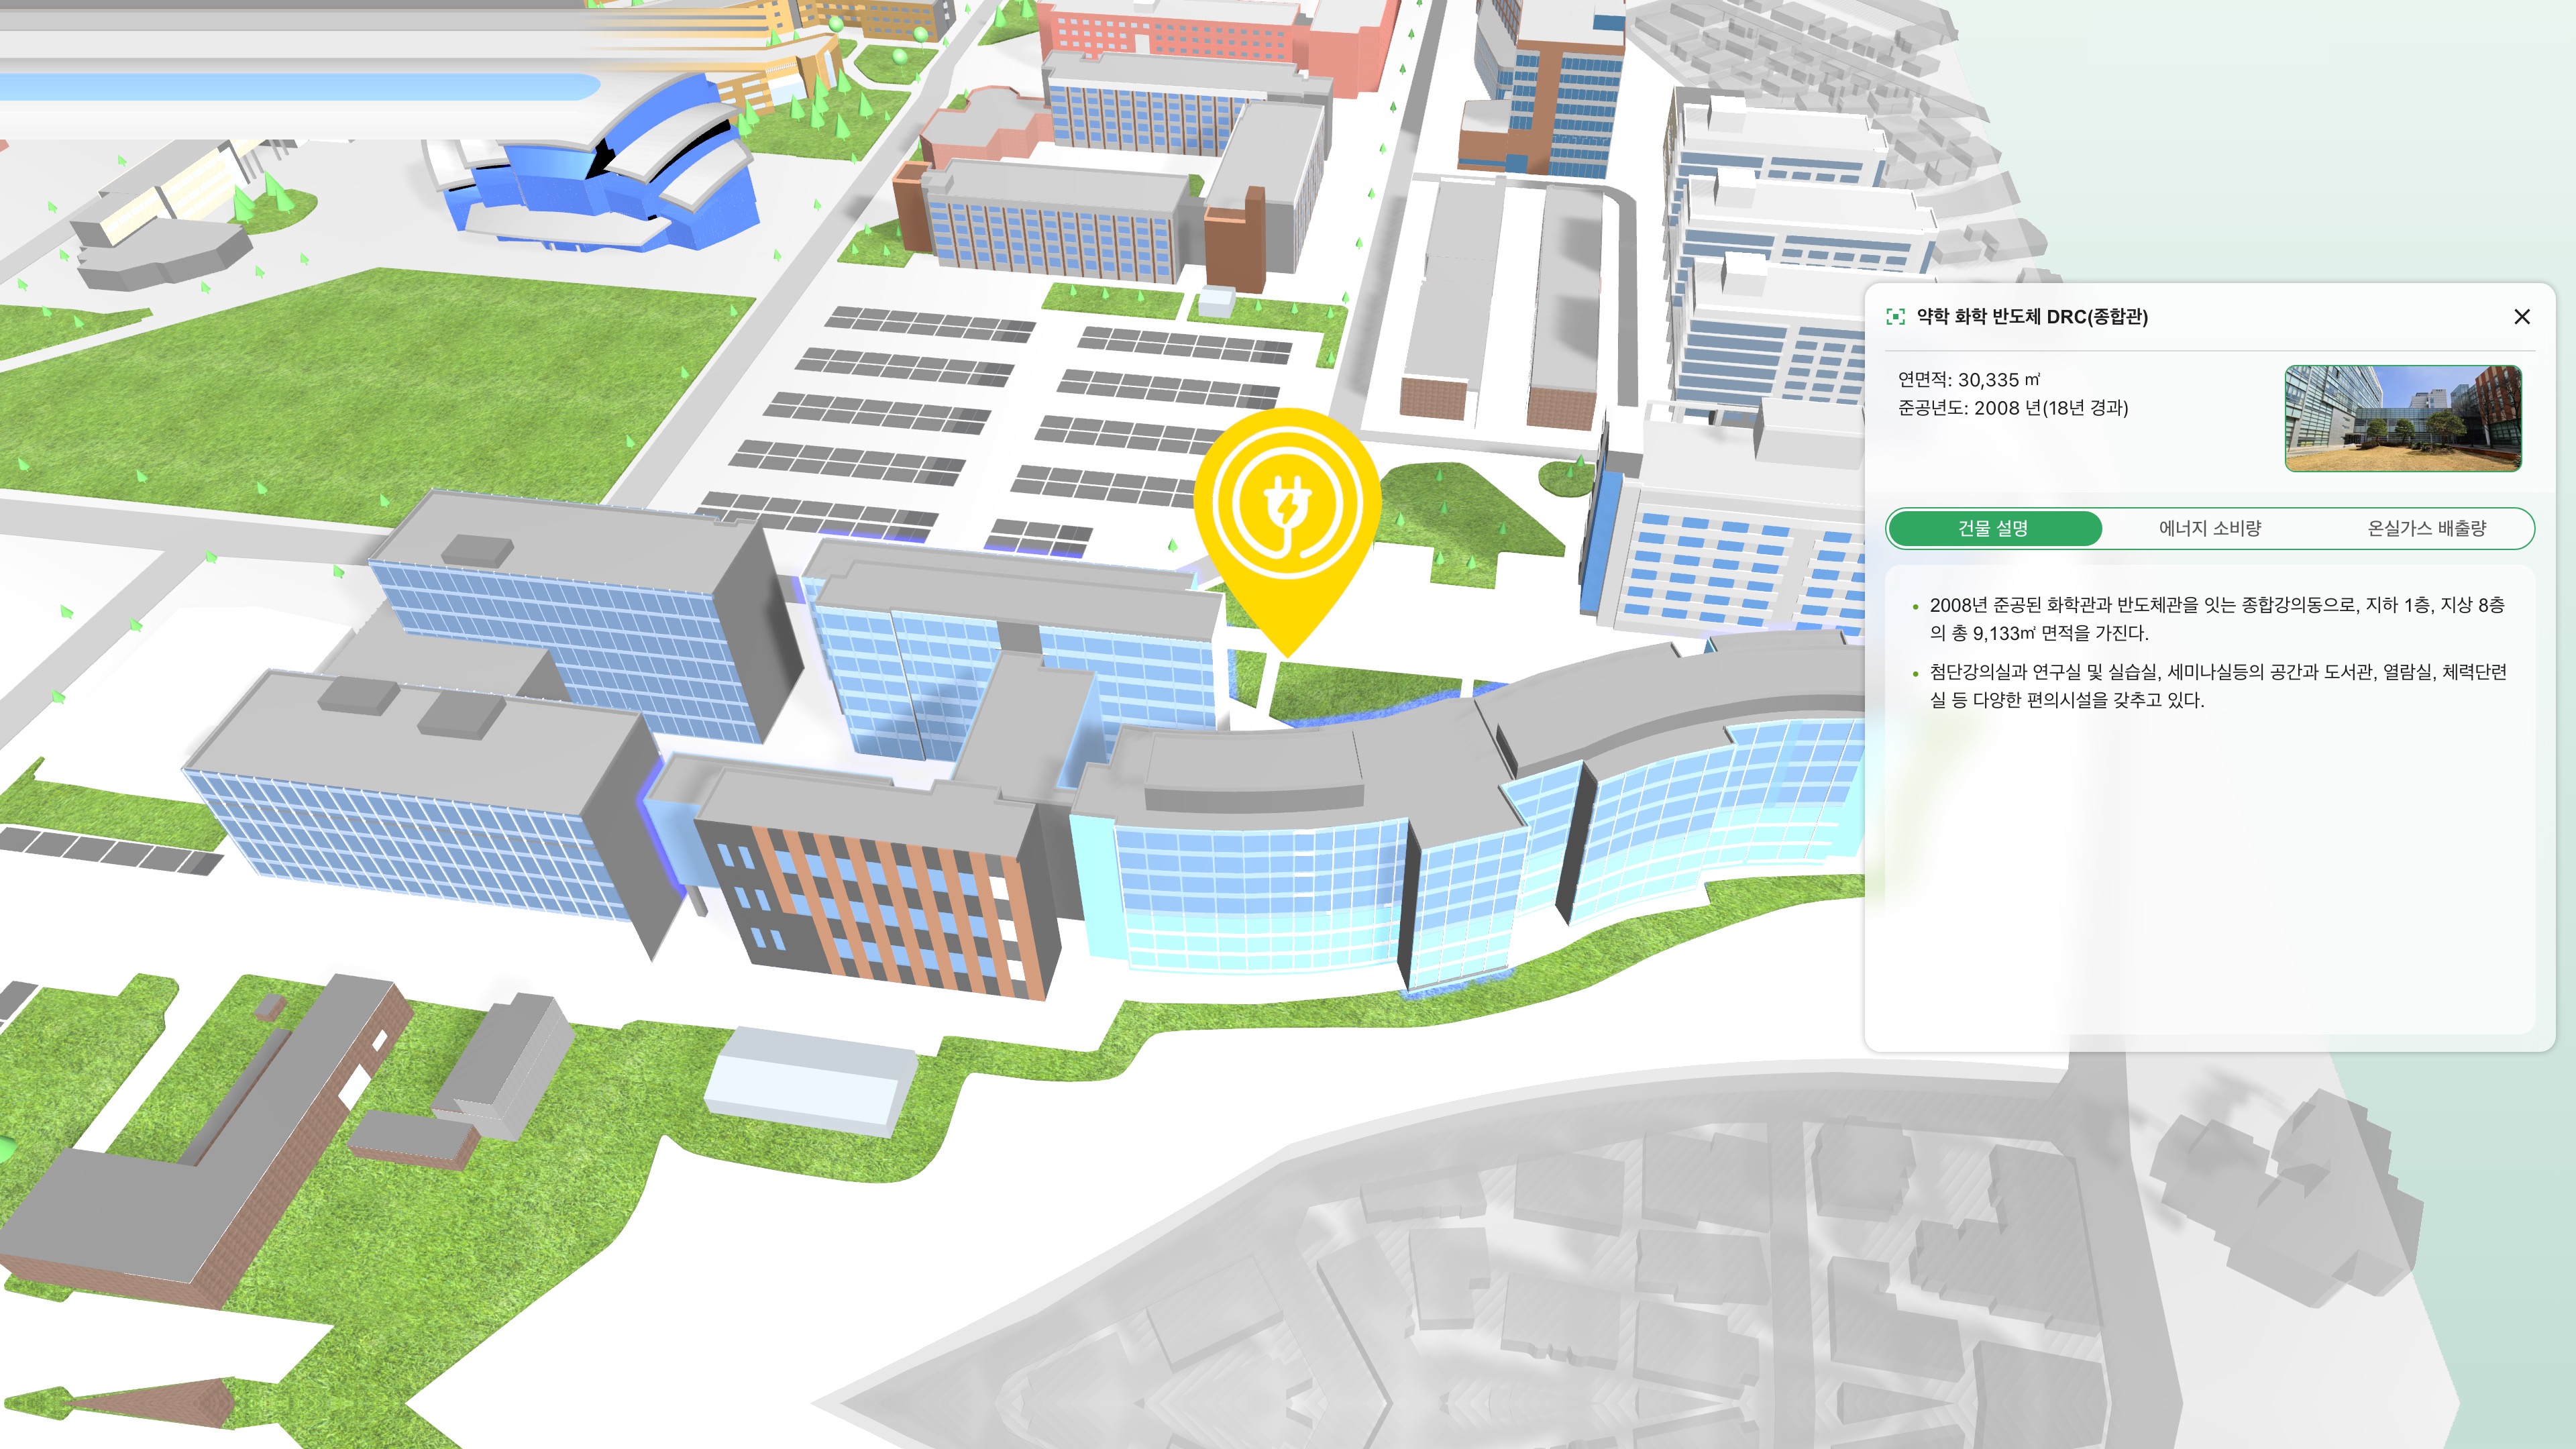 약학 화학 반도체 DRC(종합관)
연면적: 30,335 ㎡
준공년도: 2008 년(18년 경과)
건물 설명
에너지 소비량
온실가스 배출량
2008년 준공된 화학관과 반도체관을 잇는 종합강의동으로, 지하 1층, 지상 8층
의 총 9,133㎡ 면적을 가진다.
첨단강의실과 연구실 및 실습실, 세미나실등의 공간과 도서관, 열람실, 체력단련
실 등 다양한 편의시설을 갖추고 있다.